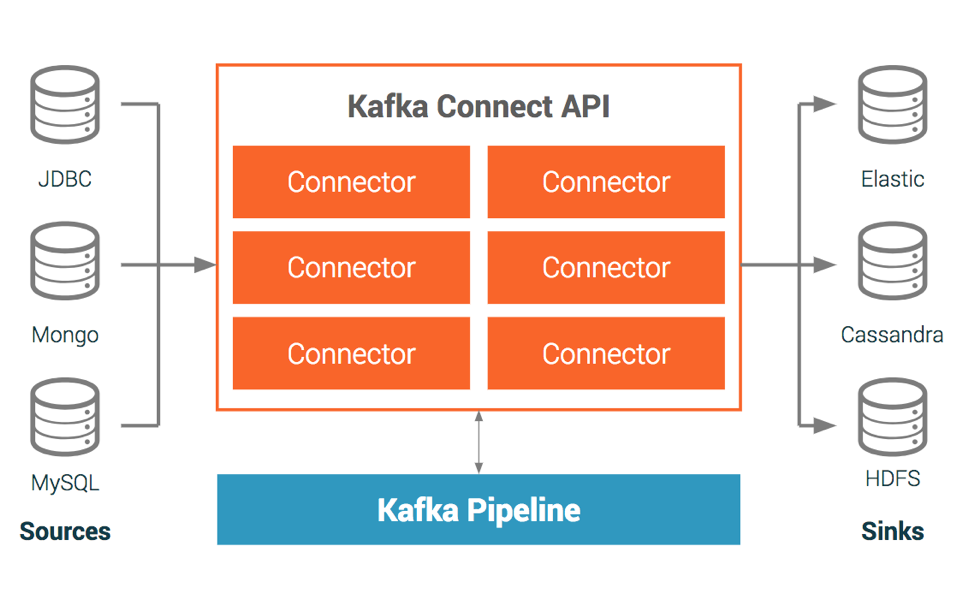 Kafka Connect API
JDBC
Mongo
MySQL
Sources
Connector
Connector
Connector
Connector
Connector
Connector
Kafka Pipeline
Elastic
Cassandra
HDFS
Sinks